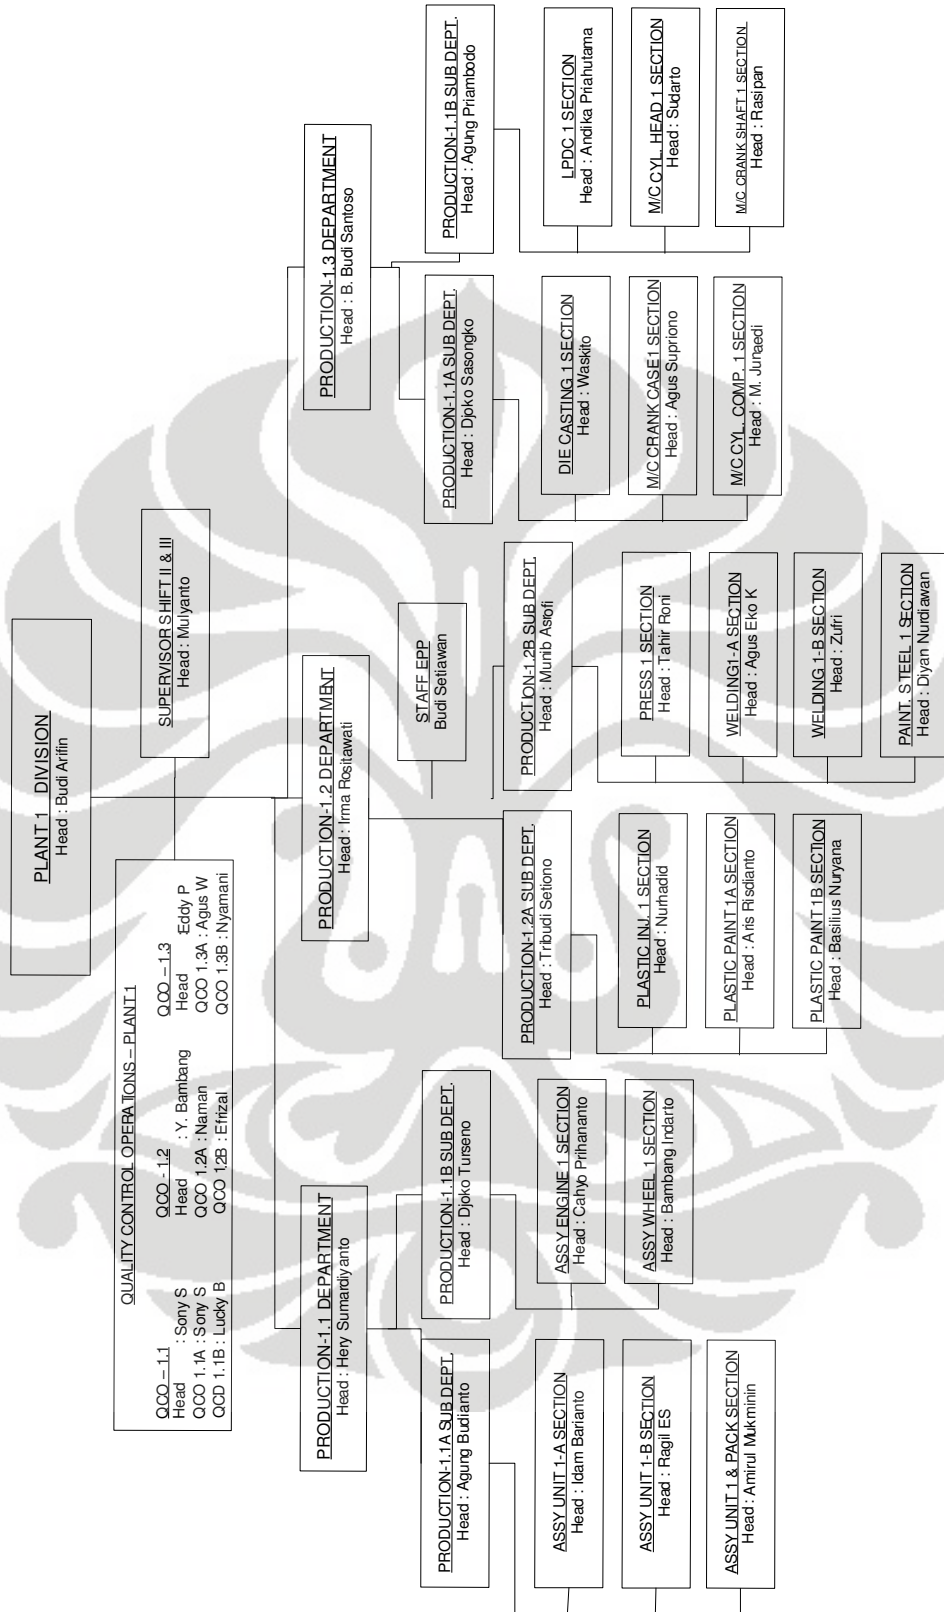 PLANT 1 DIVISION
Head : Budi Arifin
QUALITY CONTROL OPERATIONS – PLANT 1
QCO – 1.1
Head : Sony S
QCO 1.1A : Sony S
QCD 1.1B : Lucky B
QCO - 1.2
Head : Y. Bambang
QCO 1.2A : Naman
QCO 1.2B : Efrizal
QCO – 1.3
Head Eddy P
QCO 1.3A : Agus W
QCO 1.3B : Nyamani
SUPERVISOR SHIFT II & III
Head : Mulyanto
PRODUCTION-1.1 DEPARTMENT
Head : Hery Sumardiyanto
PRODUCTION-1.2 DEPARTMENT
Head : Irma Rositawati
PRODUCTION-1.3 DEPARTMENT
Head : B. Budi Santoso
STAFF EPP
Budi Setiawan
PRODUCTION-1.1A SUB DEPT.
Head : Agung Budianto
PRODUCTION-1.1B SUB DEPT.
Head : Djoko Turseno
PRODUCTION-1.2A SUB DEPT.
Head : Tribudi Setiono
PRODUCTION-1.2B SUB DEPT.
Head : Munib Asrofi
PRODUCTION-1.1A SUB DEPT.
Head : Djoko Sasongko
PRODUCTION-1.1B SUB DEPT.
Head : Agung Priambodo
ASSY UNIT 1-A SECTION
Head : Idam Barianto
ASSY UNIT 1-B SECTION
Head : Ragil ES
ASSY UNIT 1 & PACK SECTION
Head : Amirul Mukminin
ASSY ENGINE 1 SECTION
Head : Cahyo Prihananto
ASSY WHEEL 1 SECTION
Head : Bambang Indarto
PLASTIC INJ. 1 SECTION
Head : Nurhadid
PLASTIC PAINT 1A SECTION
Head : Aris Risdianto
PLASTIC PAINT 1B SECTION
Head : Basilius Nuryana
PRESS 1 SECTION
Head : Tahir Roni
WELDING1-A SECTION
Head : Agus Eko K
WELDING 1-B SECTION
Head : Zufri
PAINT. STEEL 1 SECTION
Head : Diyan Nurdiawan
DIE CASTING 1 SECTION
Head : Waskito
M/C CRANK CASE 1 SECTION
Head : Agus Supriono
M/C CYL. COMP. 1 SECTION
Head : M. Junaedi
LPDC 1 SECTION
Head : Andika Priahutama
M/C CYL. HEAD 1 SECTION
Head : Sudarto
M/C CRANK SHAFT 1 SECTION
Head : Rasipan